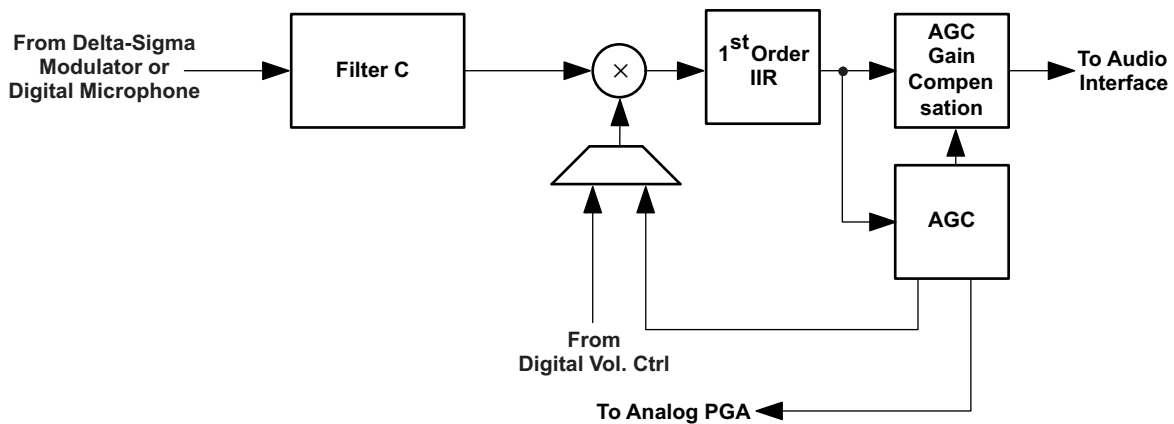 From Delta-Sigma
Modulator or
Digital Microphone
Filter C
×
1st Order
IIR
AGC
Gain
Compen
sation
To Audio
Interface
AGC
From
Digital Vol. Ctrl
To Analog PGA